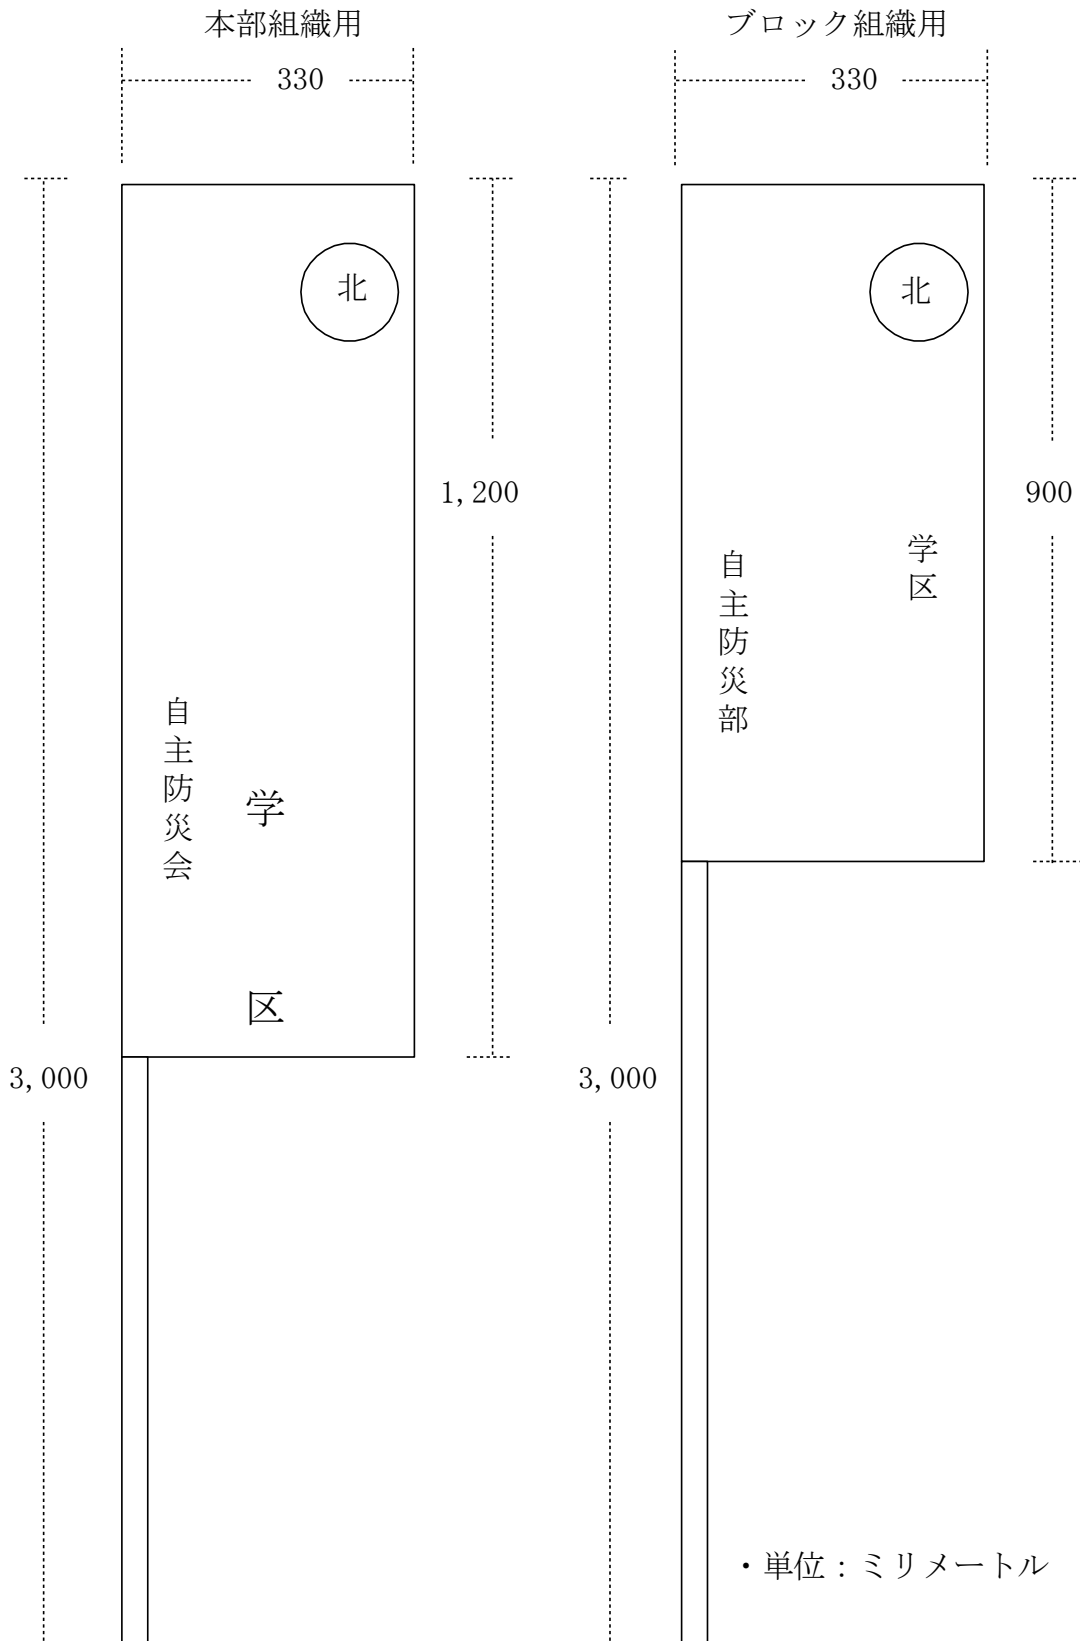 本部組織用
330
北
1,200
学区
自主防災会
3,000
ブロック組織用
330
北
900
学区
自主防災部
3,000
・単位：ミリメートル